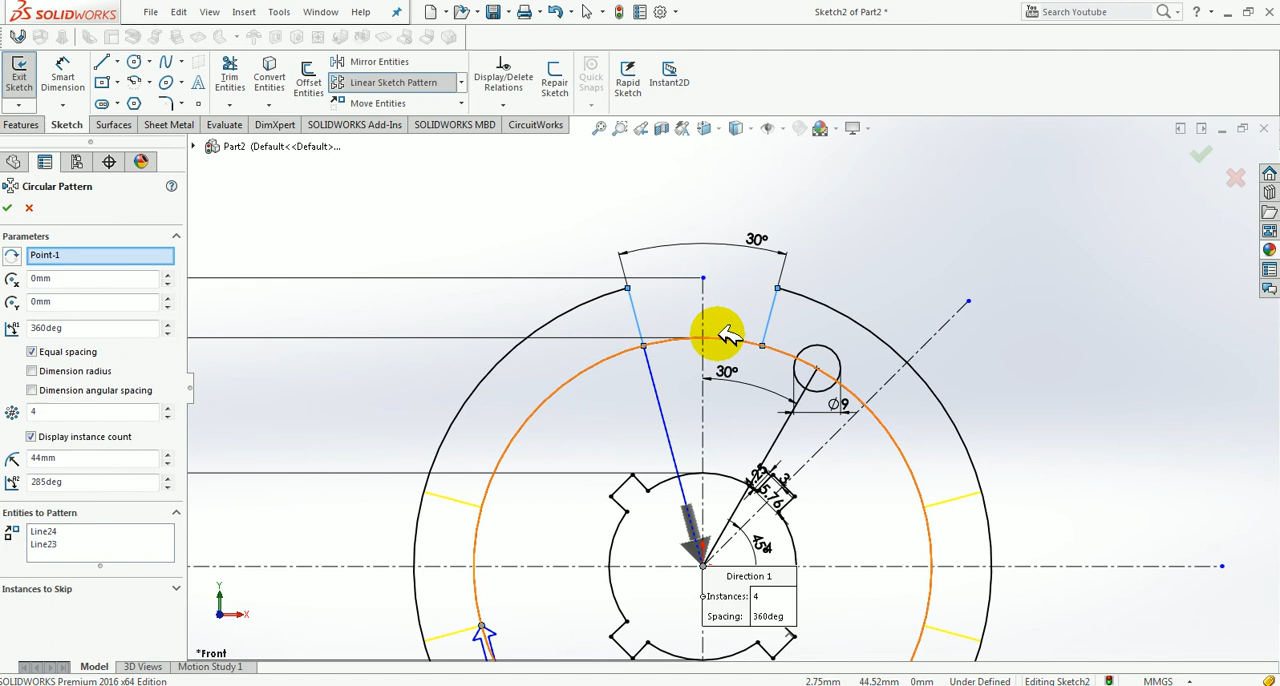 SOLIDWORKS
File Edit View Insert Tools Window Help
Sketch2 of Part2 *
Search Youtube
Exit Sketch
Smart Dimension
Trim Entities
Convert Entities
Offset Entities
Mirror Entities
Linear Sketch Pattern
Move Entities
Display/Delete Relations
Repair Sketch
Quick Snaps
Rapid Sketch
Instant2D
Features Sketch Surfaces Sheet Metal Evaluate DimXpert SOLIDWORKS Add-Ins SOLIDWORKS MBD CircuitWorks
Part2 (Default<<Default>...
Circular Pattern
Parameters
Point-1
0mm
0mm
360deg
Equal spacing
Dimension radius
Dimension angular spacing
4
Display instance count
44mm
285deg
Entities to Pattern
Line24
Line23
Instances to Skip
30°
30°
Ø9
5.76
Direction 1
Instances: 4
Spacing: 360deg
Y
X
*Front
Model 3D Views Motion Study 1
SOLIDWORKS Premium 2016 x64 Edition
2.75mm 44.52mm 0mm Under Defined Editing Sketch2 MMGS